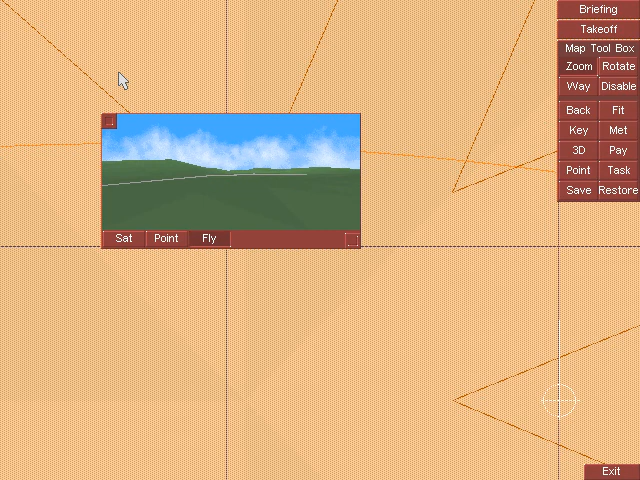 Briefing
Takeoff
Map Tool Box
Zoom Rotate
Way Disable
Back Fit
Key Met
3D Pay
Point Task
Save Restore
Sat Point Fly
Exit